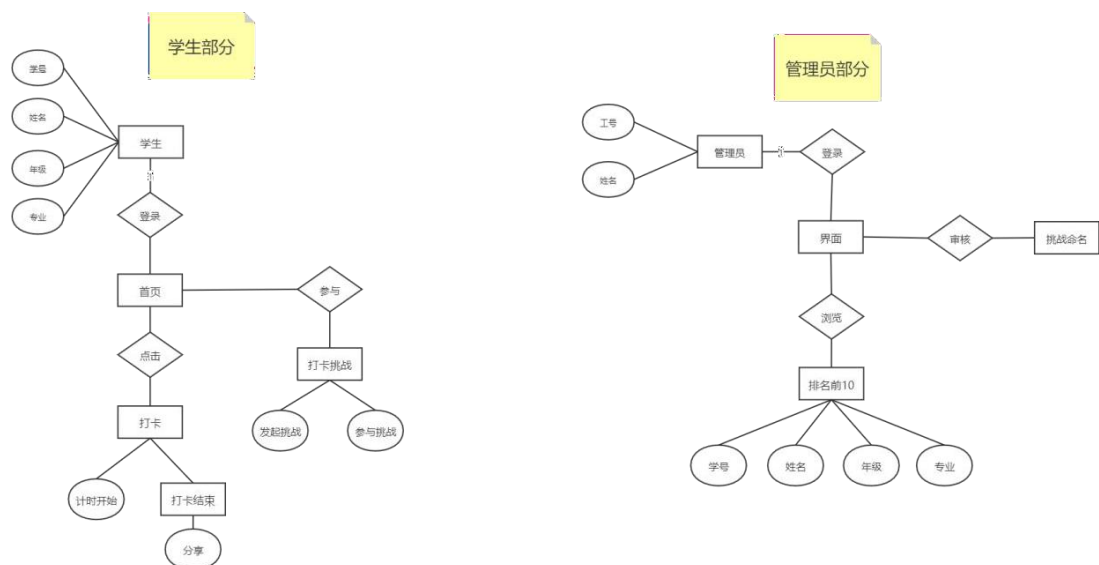 学生部分
学号
姓名
年级
专业
学生
1
登录
首页
参与
点击
打卡挑战
打卡
发起挑战
参与挑战
计时开始
打卡结束
分享
管理员部分
工号
姓名
管理员
1
登录
界面
审核
挑战命名
浏览
排名前10
学号
姓名
年级
专业